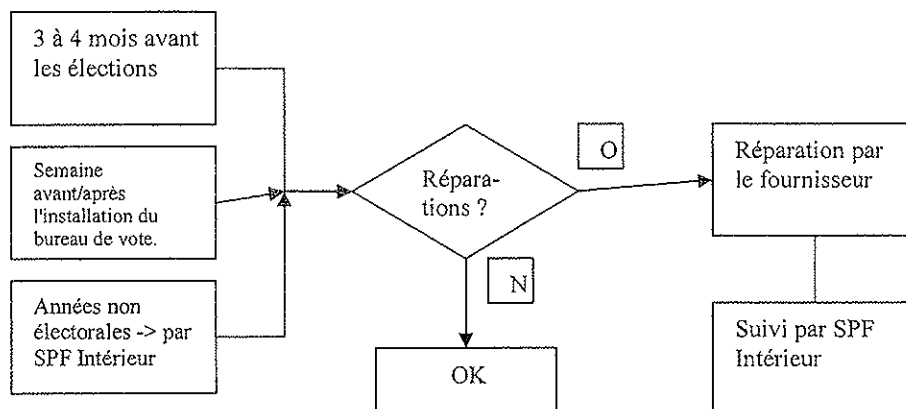 3 à 4 mois avant
les élections
Semaine
avant/après
l'installation du
bureau de vote.
Années non
électorales -> par
SPF Intérieur
Répara-
tions ?
O
N
OK
Réparation par
le fournisseur
Suivi par SPF
Intérieur